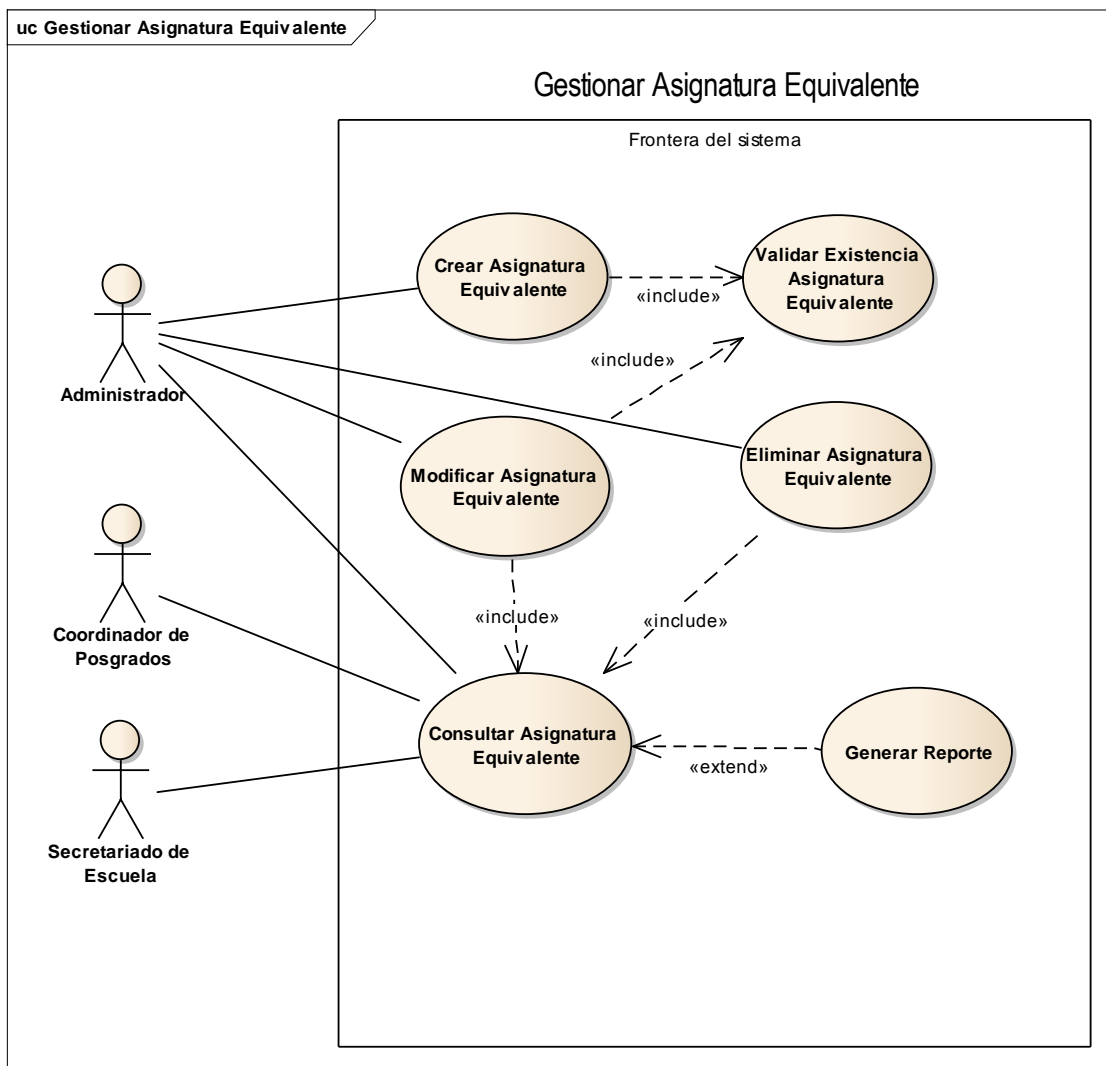 uc Gestionar Asignatura Equivalente
Gestionar Asignatura Equivalente
Frontera del sistema
Crear Asignatura
Equivalente
«include»
Validar Existencia
Asignatura
Equivalente
«include»
Administrador
Modificar Asignatura
Equivalente
Eliminar Asignatura
Equivalente
«include»
«include»
Coordinador de
Posgrados
Consultar Asignatura
Equivalente
«extend»
Generar Reporte
Secretariado de
Escuela